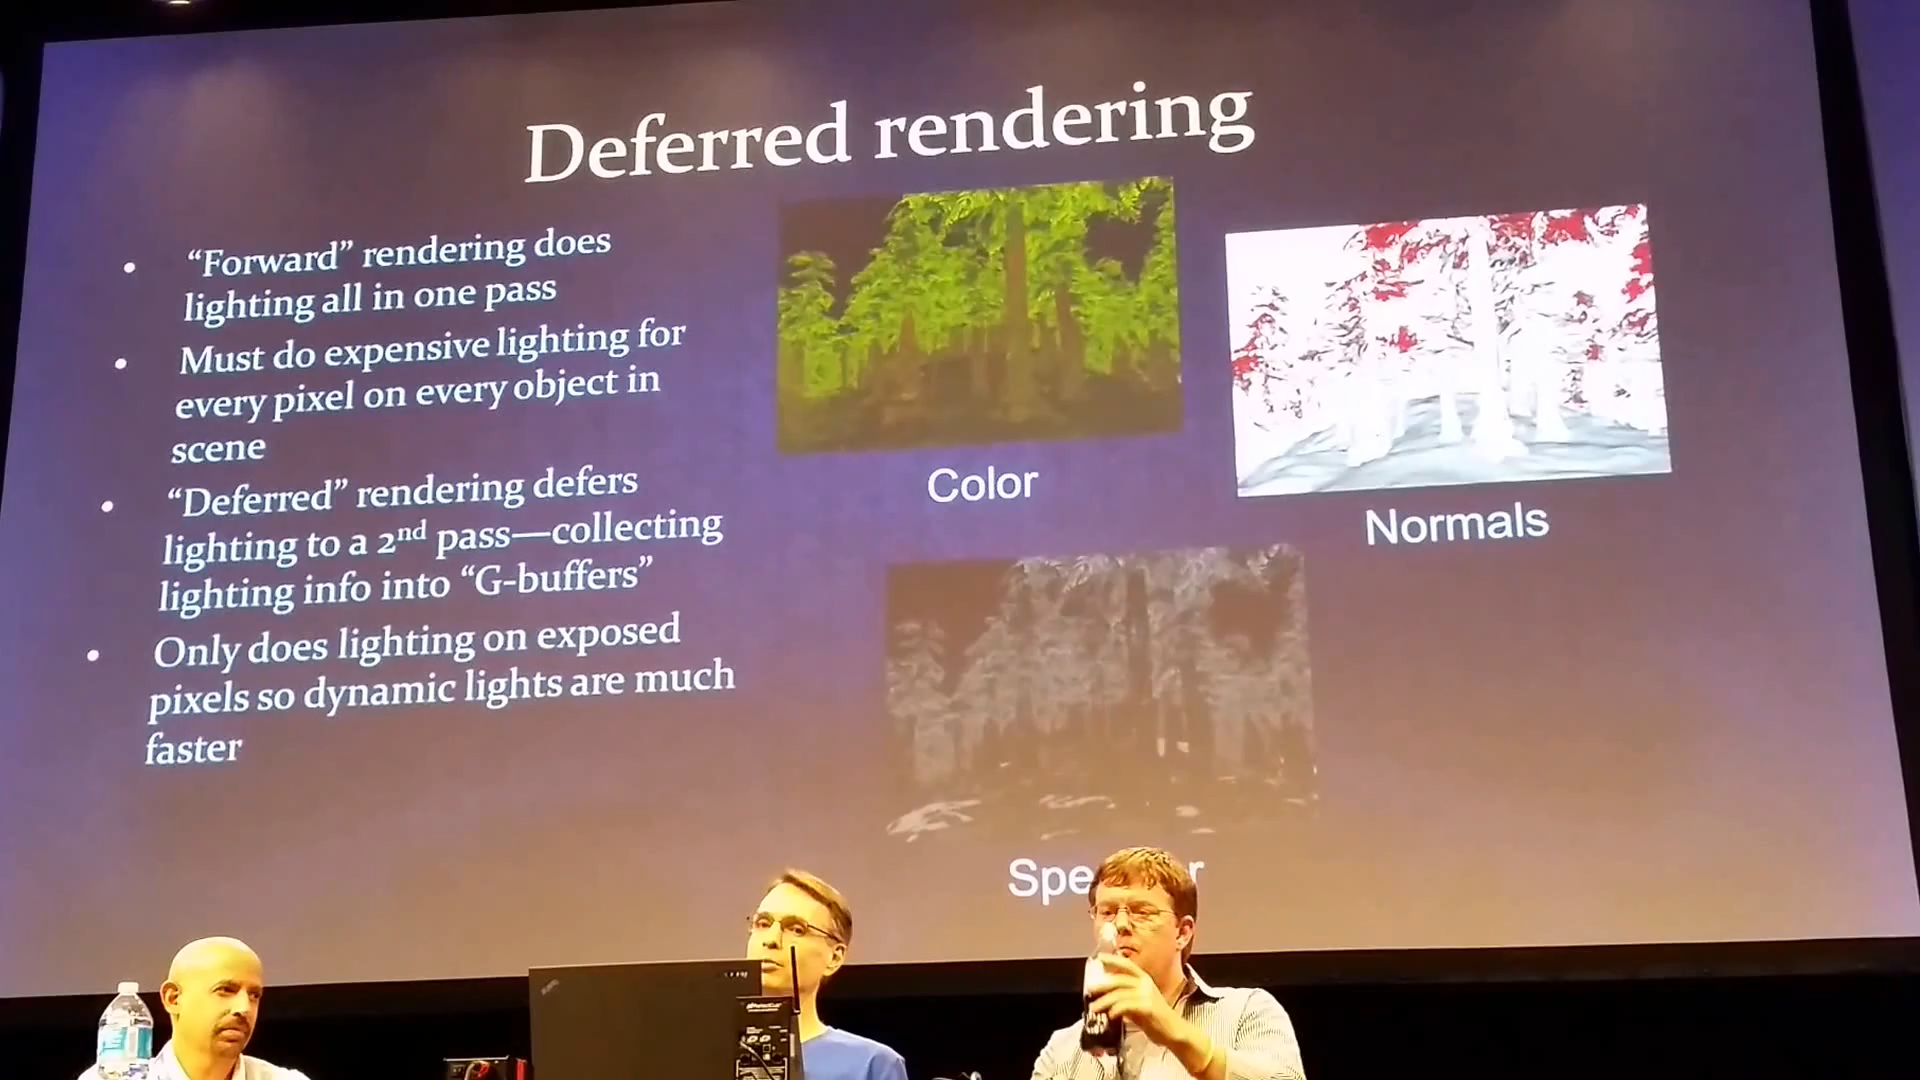 Deferred rendering
• “Forward” rendering does
lighting all in one pass
• Must do expensive lighting for
every pixel on every object in
scene
• “Deferred” rendering defers
lighting to a 2nd pass—collecting
lighting info into “G-buffers”
• Only does lighting on exposed
pixels so dynamic lights are much
faster
Color
Normals